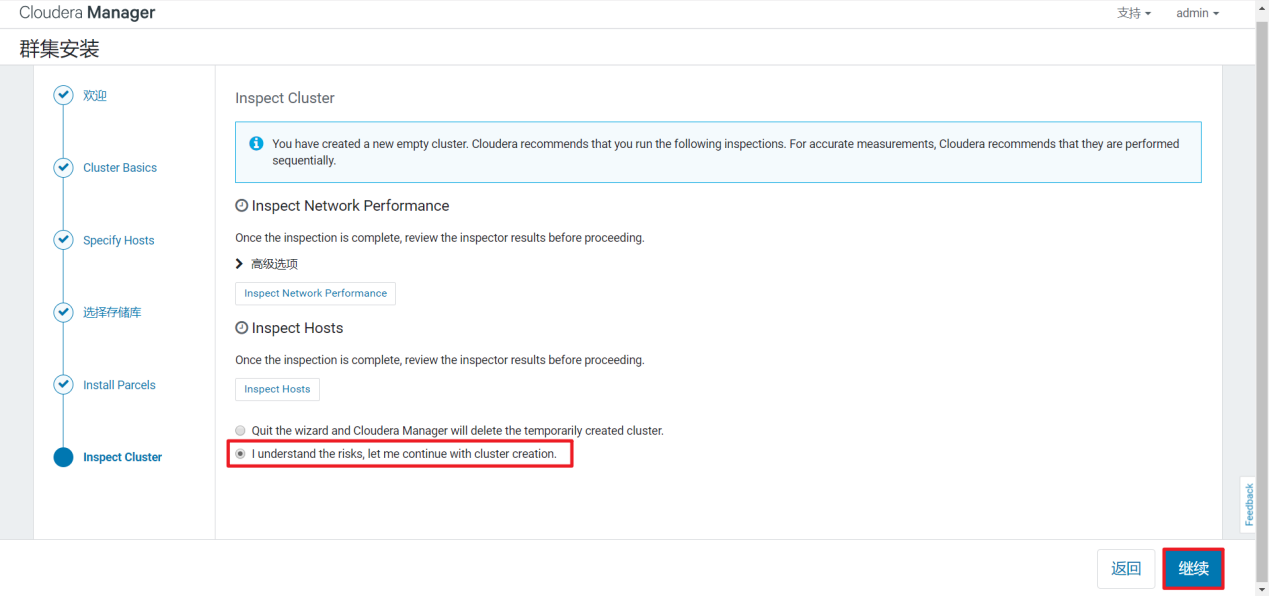 Cloudera Manager
支持
admin
群集安装
欢迎
Cluster Basics
Specify Hosts
选择存储库
Install Parcels
Inspect Cluster
Inspect Cluster
You have created a new empty cluster. Cloudera recommends that you run the following inspections. For accurate measurements, Cloudera recommends that they are performed
sequentially.
Inspect Network Performance
Once the inspection is complete, review the inspector results before proceeding.
高级选项
Inspect Network Performance
Inspect Hosts
Once the inspection is complete, review the inspector results before proceeding.
Inspect Hosts
Quit the wizard and Cloudera Manager will delete the temporarily created cluster.
I understand the risks, let me continue with cluster creation.
Feedback
返回
继续